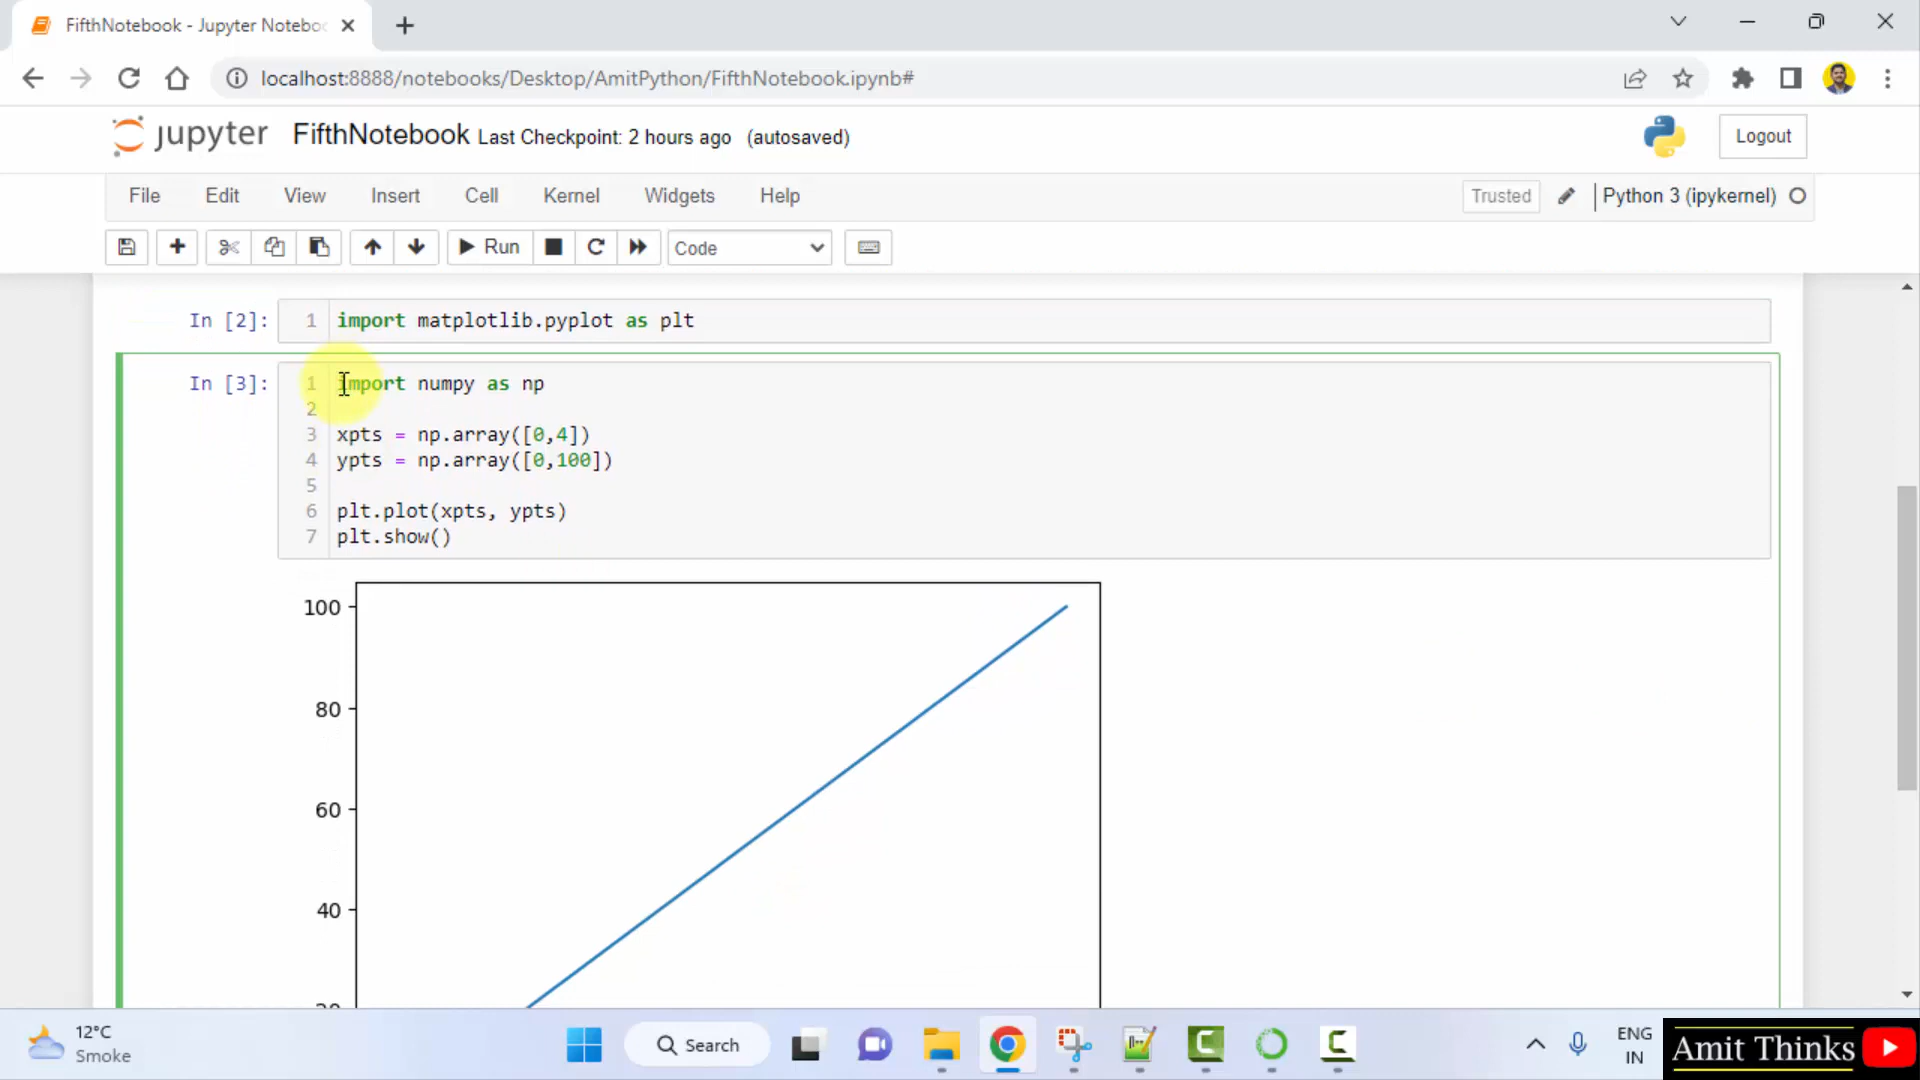 FifthNotebook - Jupyter Noteboo
localhost:8888/notebooks/Desktop/AmitPython/FifthNotebook.ipynb#
jupyter FifthNotebook Last Checkpoint: 2 hours ago (autosaved)
Logout
File Edit View Insert Cell Kernel Widgets Help
Trusted Python 3 (ipykernel)
Run Code
In [2]: 1 import matplotlib.pyplot as plt
In [3]: 1 import numpy as np
2
3 xpts = np.array([0,4])
4 ypts = np.array([0,100])
5
6 plt.plot(xpts, ypts)
7 plt.show()
100
80
60
40
20
12°C
Smoke
Search
ENG
IN
Amit Thinks